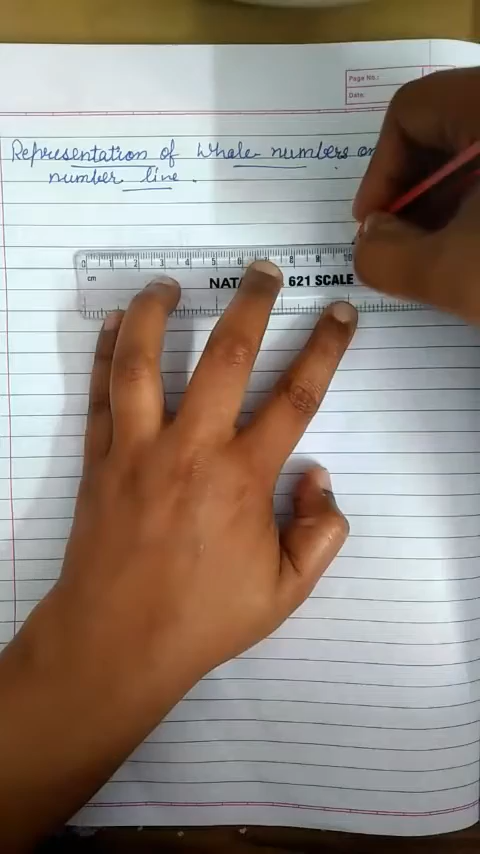 Page No.:
Date:
Representation of whole numbers on
number line .
0 1 2 3 4 5 6 7 8 9 10
cm
621 SCALE